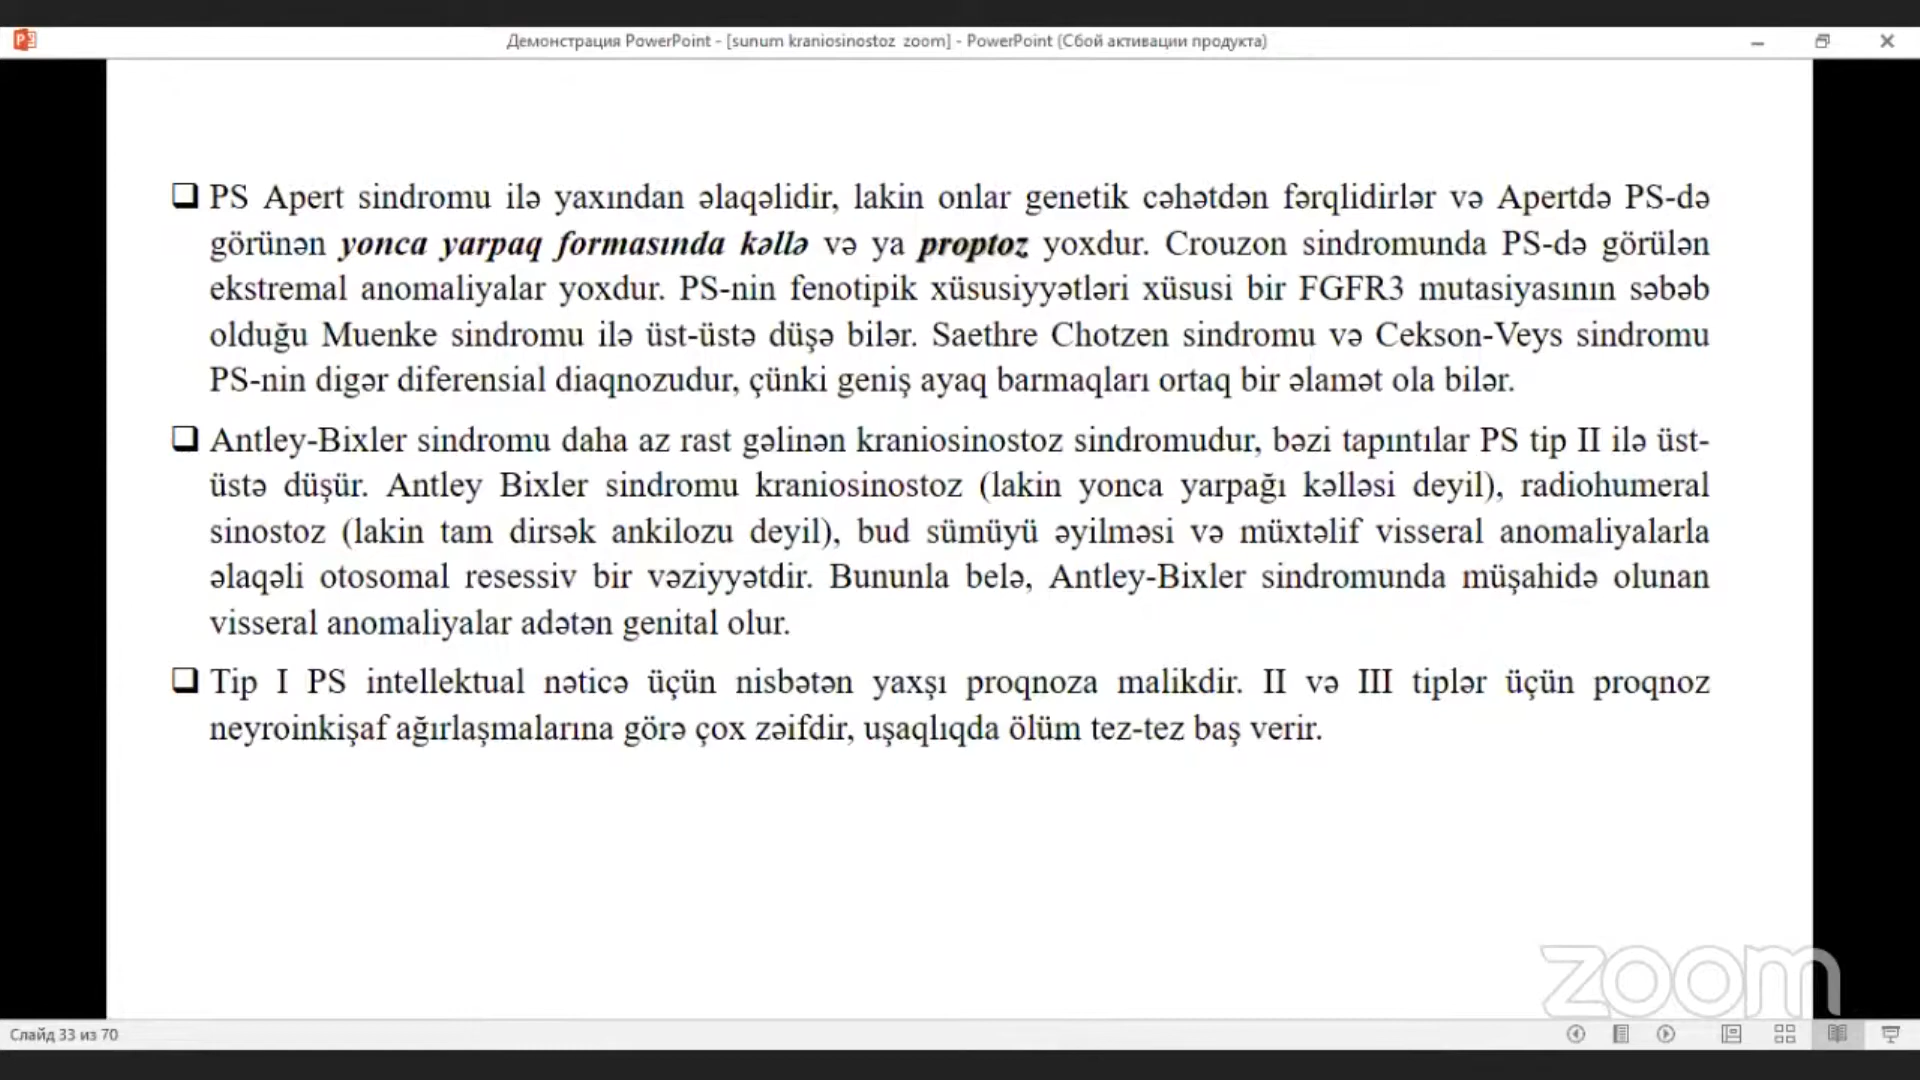 Демонстрация PowerPoint - [sunum kraniosinostoz zoom] - PowerPoint (Сбой активации продукта)
PS Apert sindromu ilə yaxından əlaqəlidir, lakin onlar genetik cəhətdən fərqlidirlər və Apertdə PS-də
görünən yonca yarpaq formasında kəllə və ya proptoz yoxdur. Crouzon sindromunda PS-də görülən
ekstremal anomaliyalar yoxdur. PS-nin fenotipik xüsusiyyətləri xüsusi bir FGFR3 mutasiyasının səbəb
olduğu Muenke sindromu ilə üst-üstə düşə bilər. Saethre Chotzen sindromu və Cekson-Veys sindromu
PS-nin digər diferensial diaqnozudur, çünki geniş ayaq barmaqları ortaq bir əlamət ola bilər.
Antley-Bixler sindromu daha az rast gəlinən kraniosinostoz sindromudur, bəzi tapıntılar PS tip II ilə üst-
üstə düşür. Antley Bixler sindromu kraniosinostoz (lakin yonca yarpağı kəlləsi deyil), radiohumeral
sinostoz (lakin tam dirsək ankilozu deyil), bud sümüyü əyilməsi və müxtəlif visseral anomaliyalarla
əlaqəli otosomal resessiv bir vəziyyətdir. Bununla belə, Antley-Bixler sindromunda müşahidə olunan
visseral anomaliyalar adətən genital olur.
Tip I PS intellektual nəticə üçün nisbətən yaxşı proqnoza malikdir. II və III tiplər üçün proqnoz
neyroinkişaf ağırlaşmalarına görə çox zəifdir, uşaqlıqda ölüm tez-tez baş verir.
zoom
Слайд 33 из 70